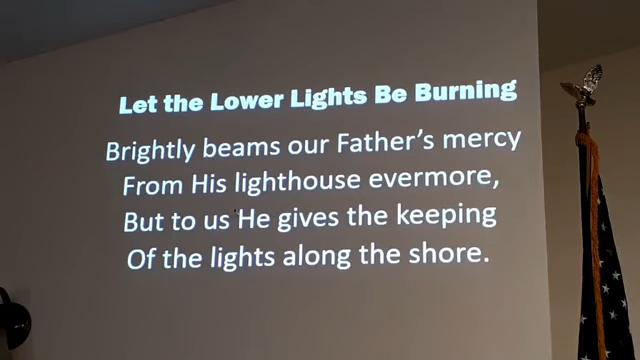 Let the Lower Lights Be Burning
Brightly beams our Father's mercy
From His lighthouse evermore,
But to us He gives the keeping
Of the lights along the shore.